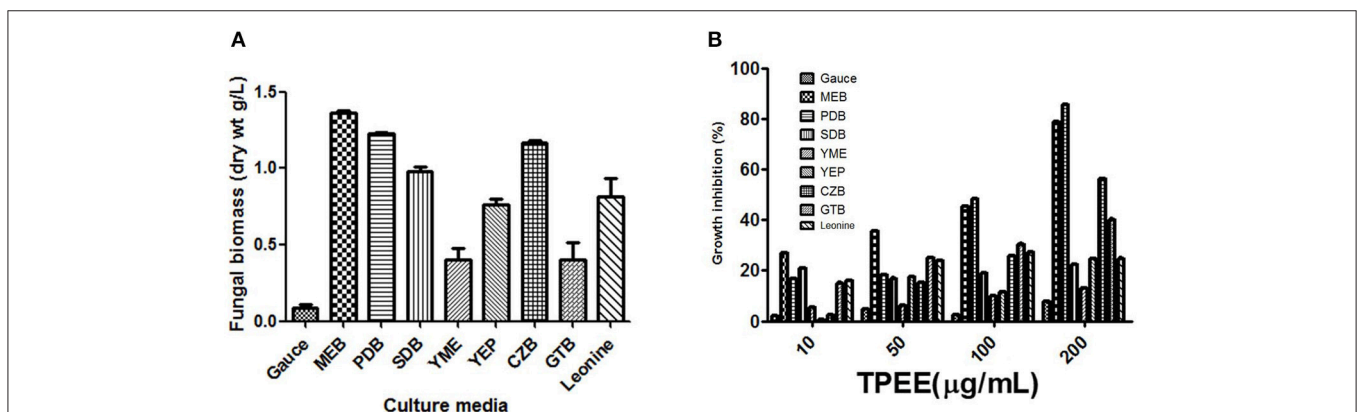 A
Fungal biomass (dry wt g/L)
1.5
1.0
0.5
0.0
Gauce
MEB
PDB
SDB
YME
YEP
CZB
GTB
Leonine
Culture media
B
Growth inhibition (%)
100
80
60
40
20
0
Gauce
MEB
PDB
SDB
YME
YEP
CZB
GTB
Leonine
10
50
100
200
TPEE(μg/mL)